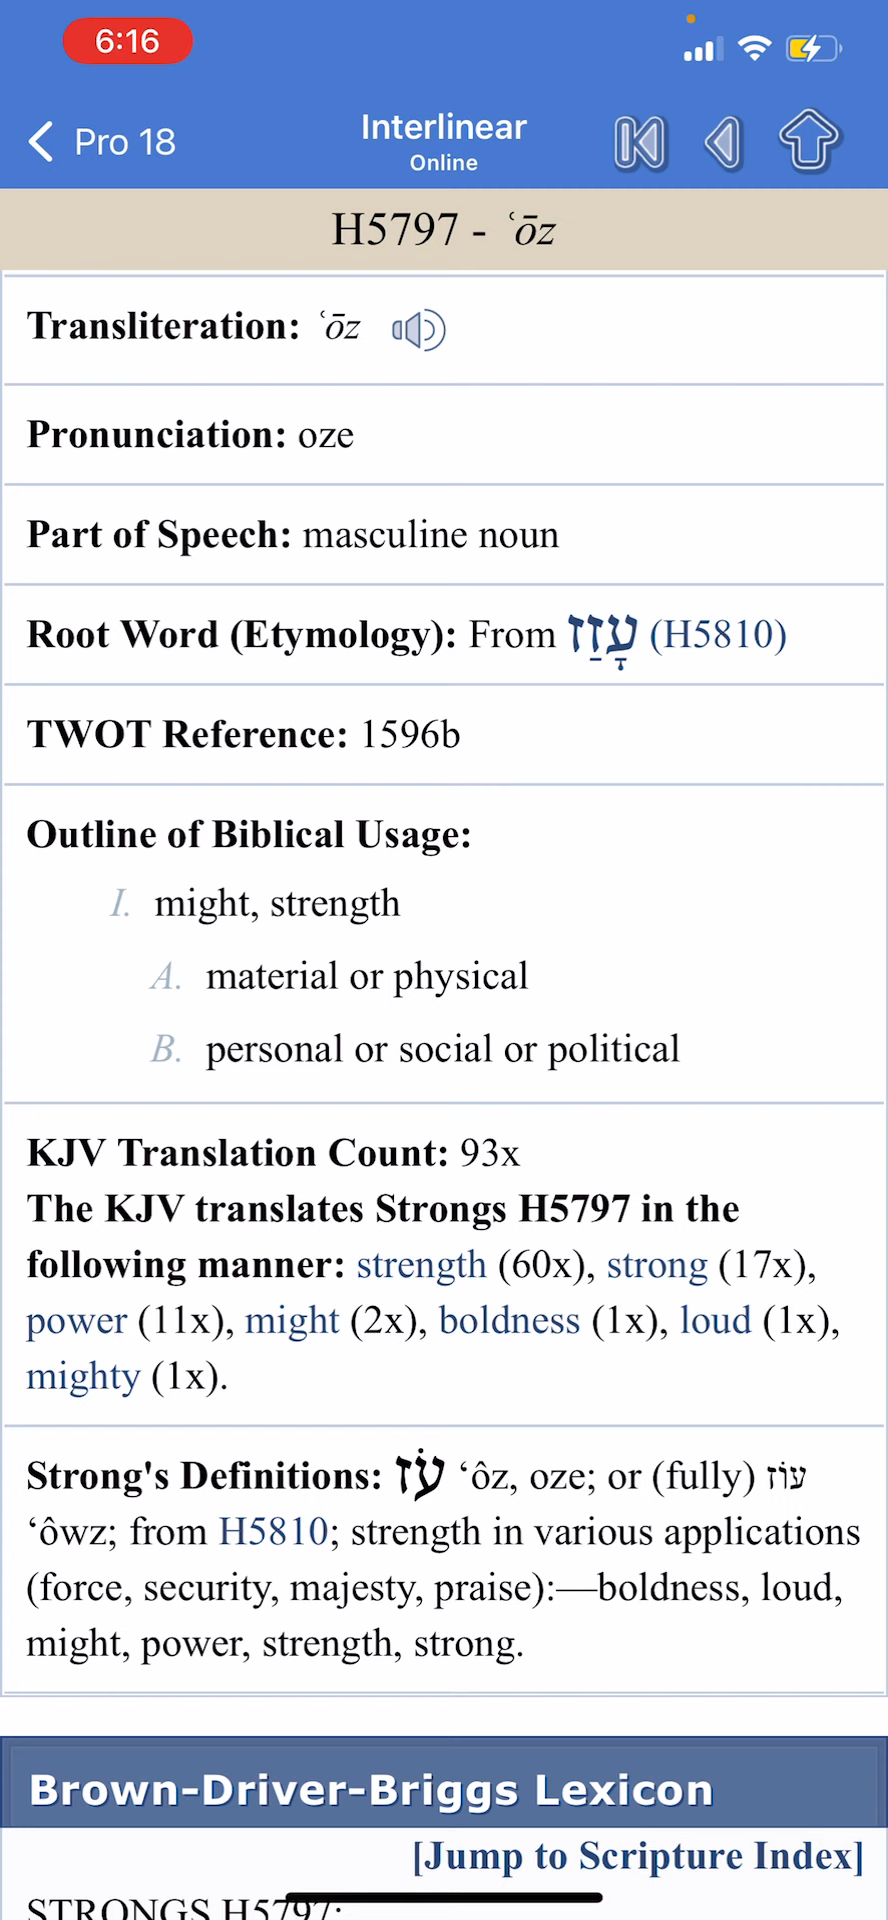 6:16
Pro 18
Interlinear
Online
H5797 - ʿōz
Transliteration: ʿōz
Pronunciation: oze
Part of Speech: masculine noun
Root Word (Etymology): From עָזַז (H5810)
TWOT Reference: 1596b
Outline of Biblical Usage:
I. might, strength
A. material or physical
B. personal or social or political
KJV Translation Count: 93x
The KJV translates Strongs H5797 in the
following manner: strength (60x), strong (17x),
power (11x), might (2x), boldness (1x), loud (1x),
mighty (1x).
Strong's Definitions: עֹז ʻôz, oze; or (fully) עוֹז
ʻôwz; from H5810; strength in various applications
(force, security, majesty, praise):—boldness, loud,
might, power, strength, strong.
Brown-Driver-Briggs Lexicon
[Jump to Scripture Index]
STRONGS H5797: